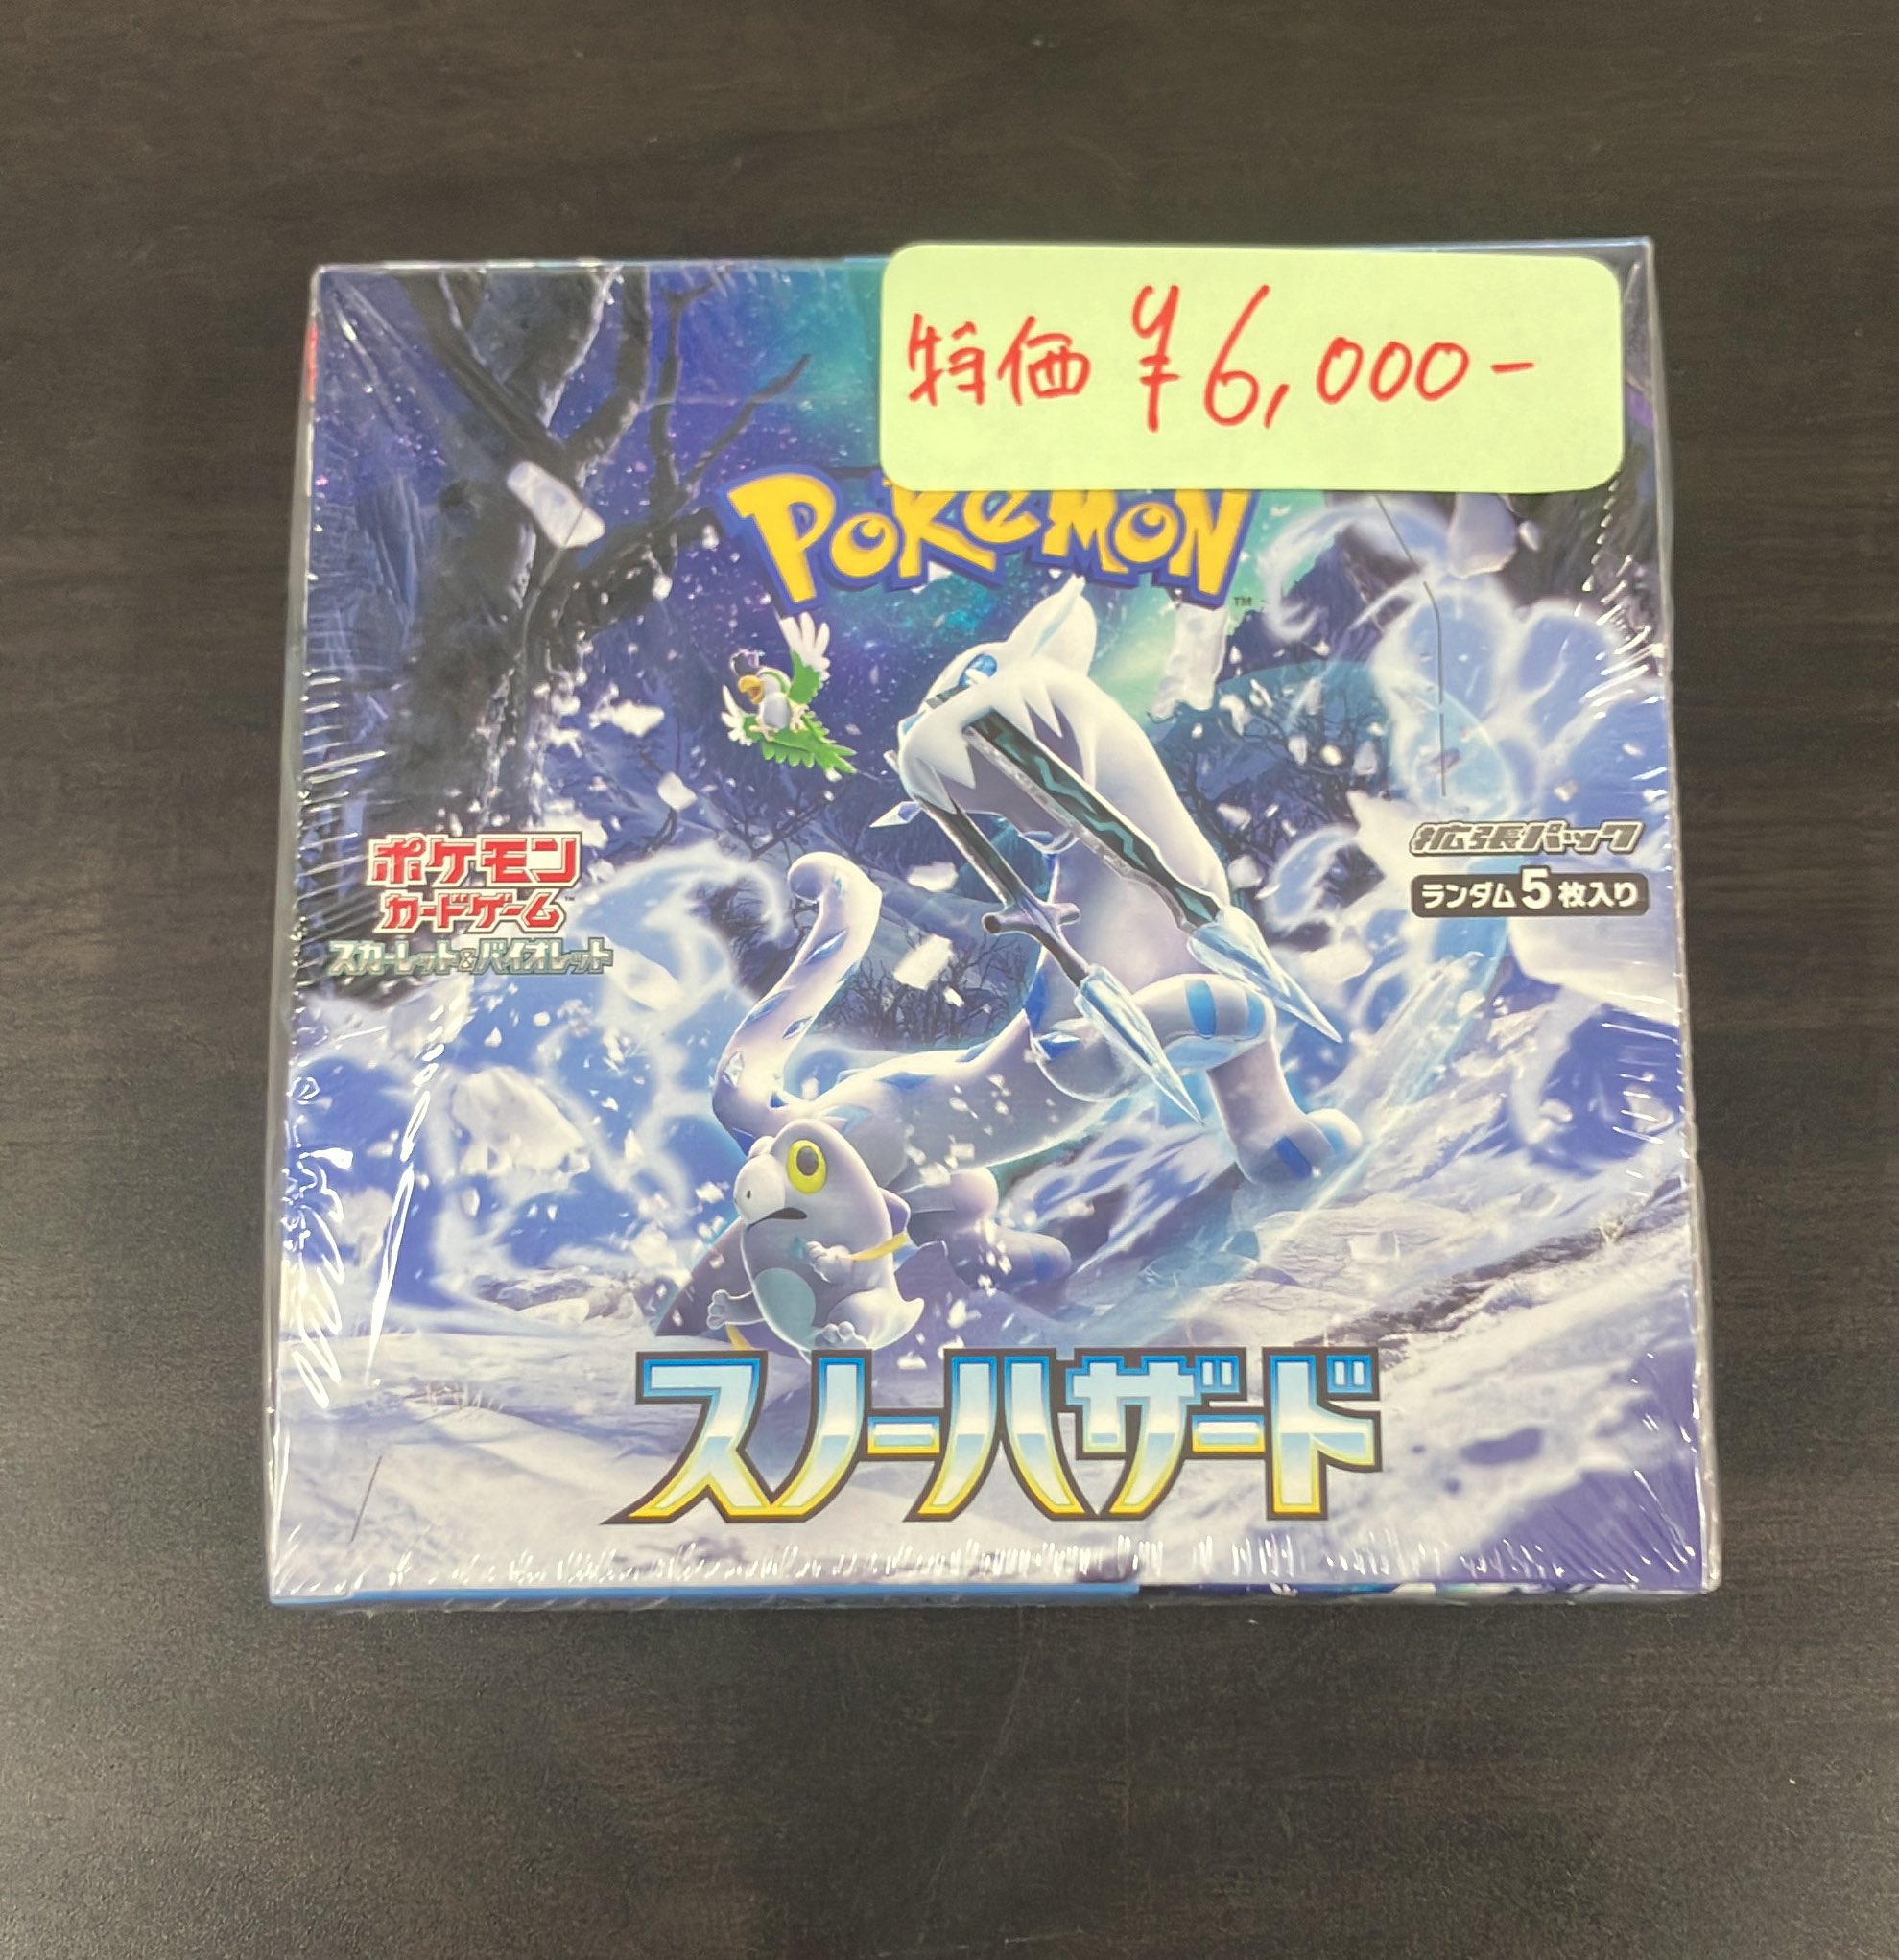 特価 ¥6,000-
POKéMON
TM
ポケモン
カードゲーム
スカーレット&バイオレット
拡張パック
ランダム5枚入り
スノーハザード